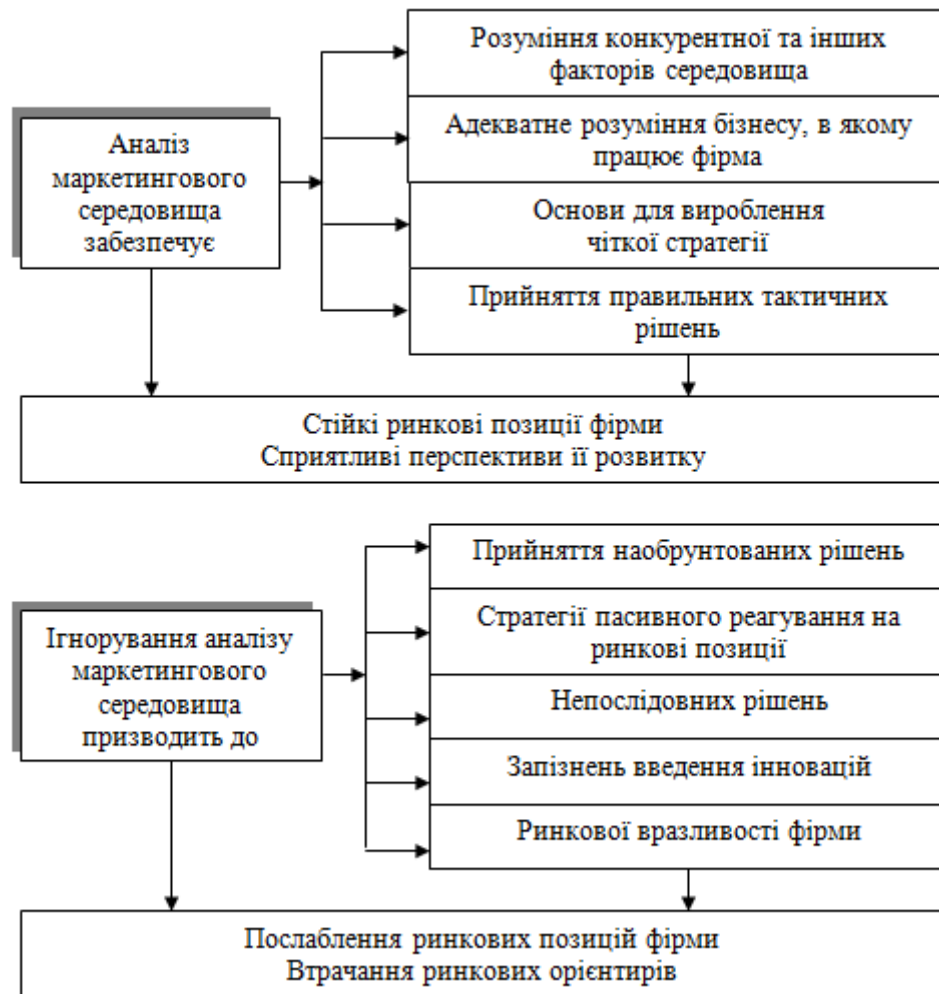 Розуміння конкурентної та інших
факторів середовища
Адекватне розуміння бізнесу, в якому
працює фірма
Аналіз
маркетингового
середовища
забезпечує
Основи для вироблення
чіткої стратегії
Прийняття правильних тактичних
рішень
Стійкі ринкові позиції фірми
Сприятливі перспективи її розвитку
Прийняття наобрунтованих рішень
Стратегії пасивного реагування на
ринкові позиції
Ігнорування аналізу
маркетингового
середовища
призводить до
Непослідовних рішень
Запізнень введення інновацій
Ринкової вразливості фірми
Послаблення ринкових позицій фірми
Втрачання ринкових орієнтирів